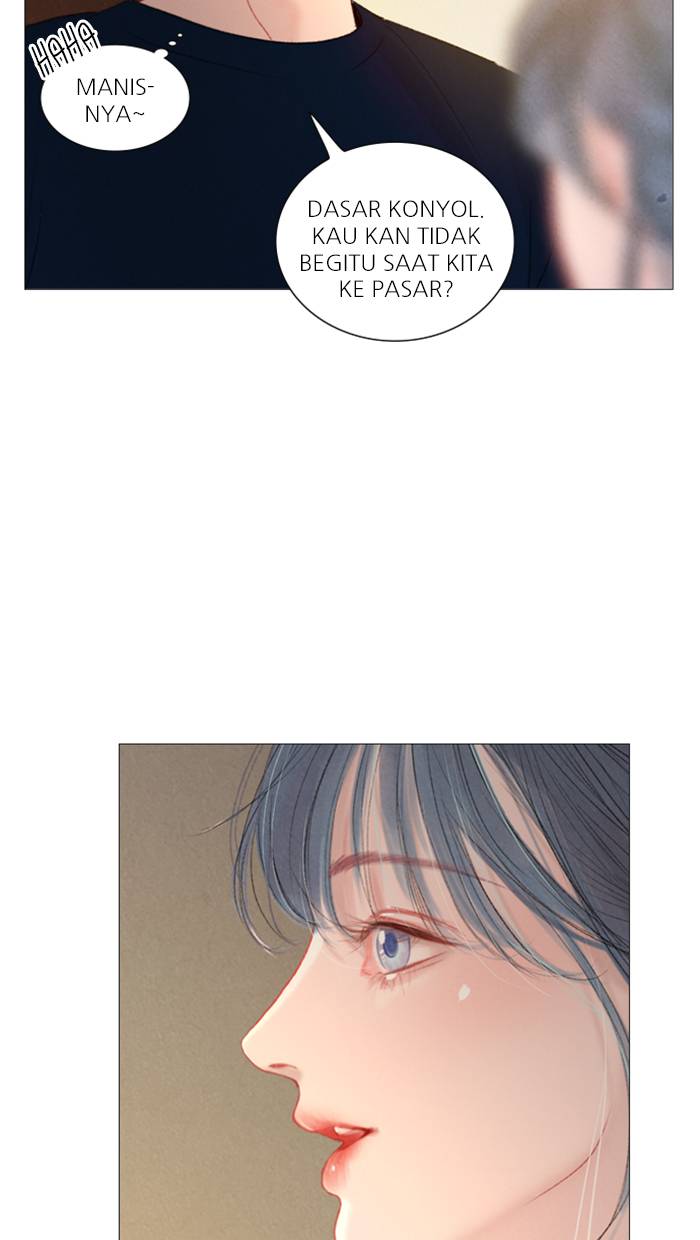 HAHA
MANIS-
NYA~
DASAR KONYOL.
KAU KAN TIDAK
BEGITU SAAT KITA
KE PASAR?